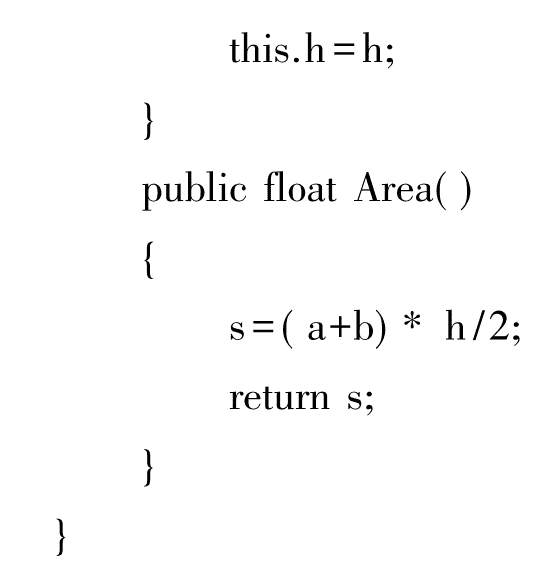 this.h=h;
}
public float Area( )
{
s=( a+b) * h/2;
return s;
}
}